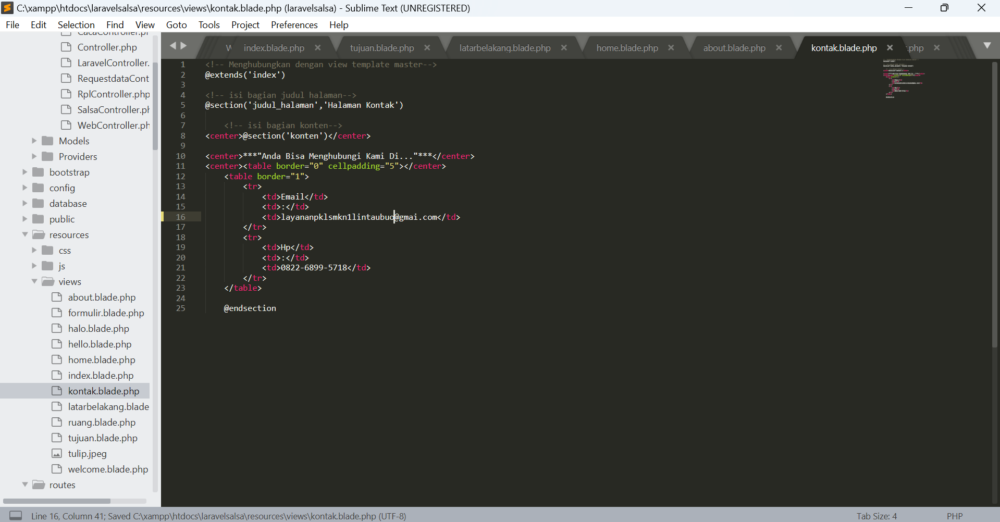 C:\xampp\htdocs\laravelsalsa\resources\views\kontak.blade.php (laravelsalsa) - Sublime Text (UNREGISTERED)
File Edit Selection Find View Goto Tools Project Preferences Help
index.blade.php
tujuan.blade.php
latarbelakang.blade.php
home.blade.php
about.blade.php
kontak.blade.php
.php
Controller.php
LaravelController.
RequestdataCont
RplController.php
SalsaController.pl
WebController.ph
Models
Providers
bootstrap
config
database
public
resources
css
js
views
about.blade.php
formulir.blade.php
halo.blade.php
hello.blade.php
home.blade.php
index.blade.php
kontak.blade.php
latarbelakang.blade
ruang.blade.php
tujuan.blade.php
tulip.jpeg
welcome.blade.php
routes
1 <!-- Menghubungkan dengan view template master-->
2 @extends('index')
3
4 <!-- isi bagian judul halaman-->
5 @section('judul_halaman','Halaman Kontak')
6
7 <!-- isi bagian konten-->
8 <center>@section('konten')</center>
9
10 <center>***"Anda Bisa Menghubungi Kami Di..."***</center>
11 <center><table border="0" cellpadding="5"></center>
12 <table border="1">
13 <tr>
14 <td>Email</td>
15 <td>:</td>
16 <td>layananpklsmkn1lintaubuo@gmai.com</td>
17 </tr>
18 <tr>
19 <td>Hp</td>
20 <td>:</td>
21 <td>0822-6899-5718</td>
22 </tr>
23 </table>
24
25 @endsection
Line 16, Column 41; Saved C:\xampp\htdocs\laravelsalsa\resources\views\kontak.blade.php (UTF-8)
Tab Size: 4
PHP